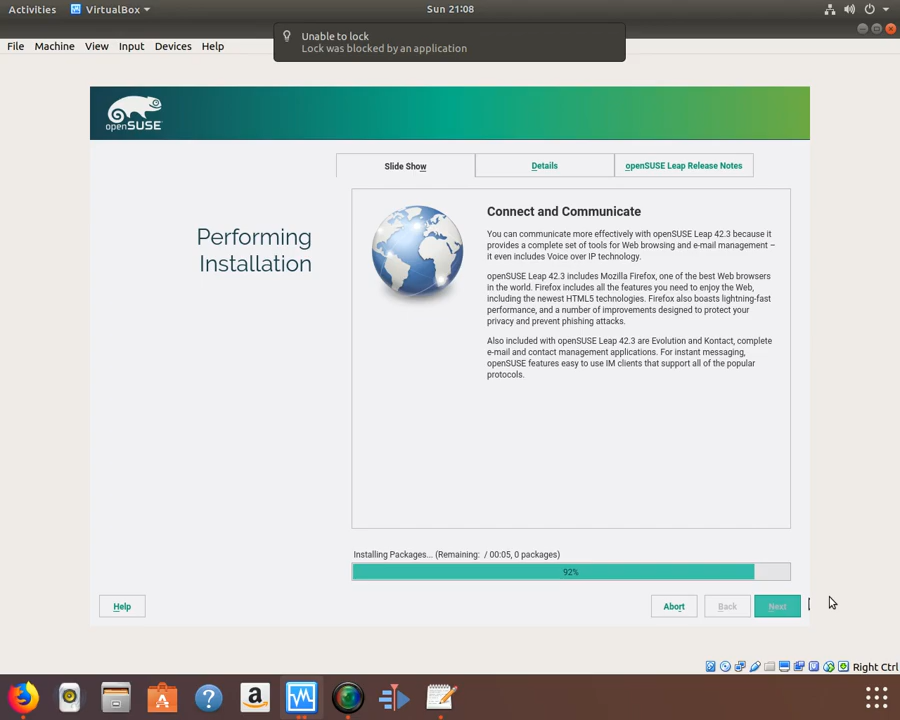 Activities VirtualBox Sun 21:08
Unable to lock
Lock was blocked by an application
File Machine View Input Devices Help
openSUSE
Slide Show Details openSUSE Leap Release Notes
Performing
Installation
Connect and Communicate
You can communicate more effectively with openSUSE Leap 42.3 because it
provides a complete set of tools for Web browsing and e-mail management –
it even includes Voice over IP technology.
openSUSE Leap 42.3 includes Mozilla Firefox, one of the best Web browsers
in the world. Firefox includes all the features you need to enjoy the Web,
including the newest HTML5 technologies. Firefox also boasts lightning-fast
performance, and a number of improvements designed to protect your
privacy and prevent phishing attacks.
Also included with openSUSE Leap 42.3 are Evolution and Kontact, complete
e-mail and contact management applications. For instant messaging,
openSUSE features easy to use IM clients that support all of the popular
protocols.
Installing Packages... (Remaining: / 00:05, 0 packages)
92%
Help Abort Back Next
Right Ctrl